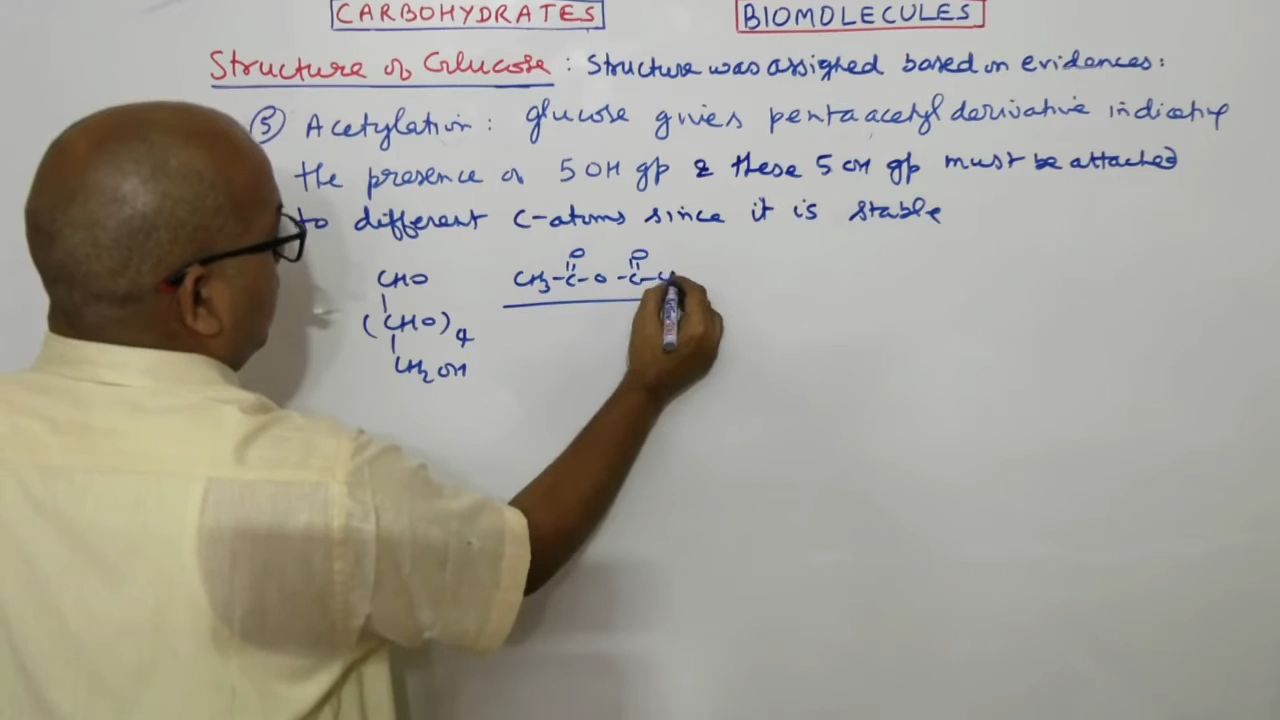 CARBOHYDRATES BIOMOLECULES
Structure of Glucose : Structure was assigned based on evidences :
5) Acetylation : glucose gives pentaacetyl derivative indicating
the presence of 5 OH gp & these 5 OH gp must be attached
to different C-atoms since it is stable
CHO
(CHO)4
CH2OH
CH3-C-O-C-
O O